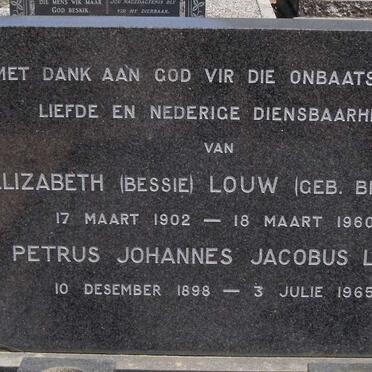 DIE MENS WIK MAAR
GOD BESKIK.
MET DANK AAN GOD VIR DIE ONBAATS
LIEFDE EN NEDERIGE DIENSBAARH
VAN
LIZABETH (BESSIE) LOUW (GEB. B
17 MAART 1902 — 18 MAART 1960
PETRUS JOHANNES JACOBUS L
10 DESEMBER 1898 — 3 JULIE 1965